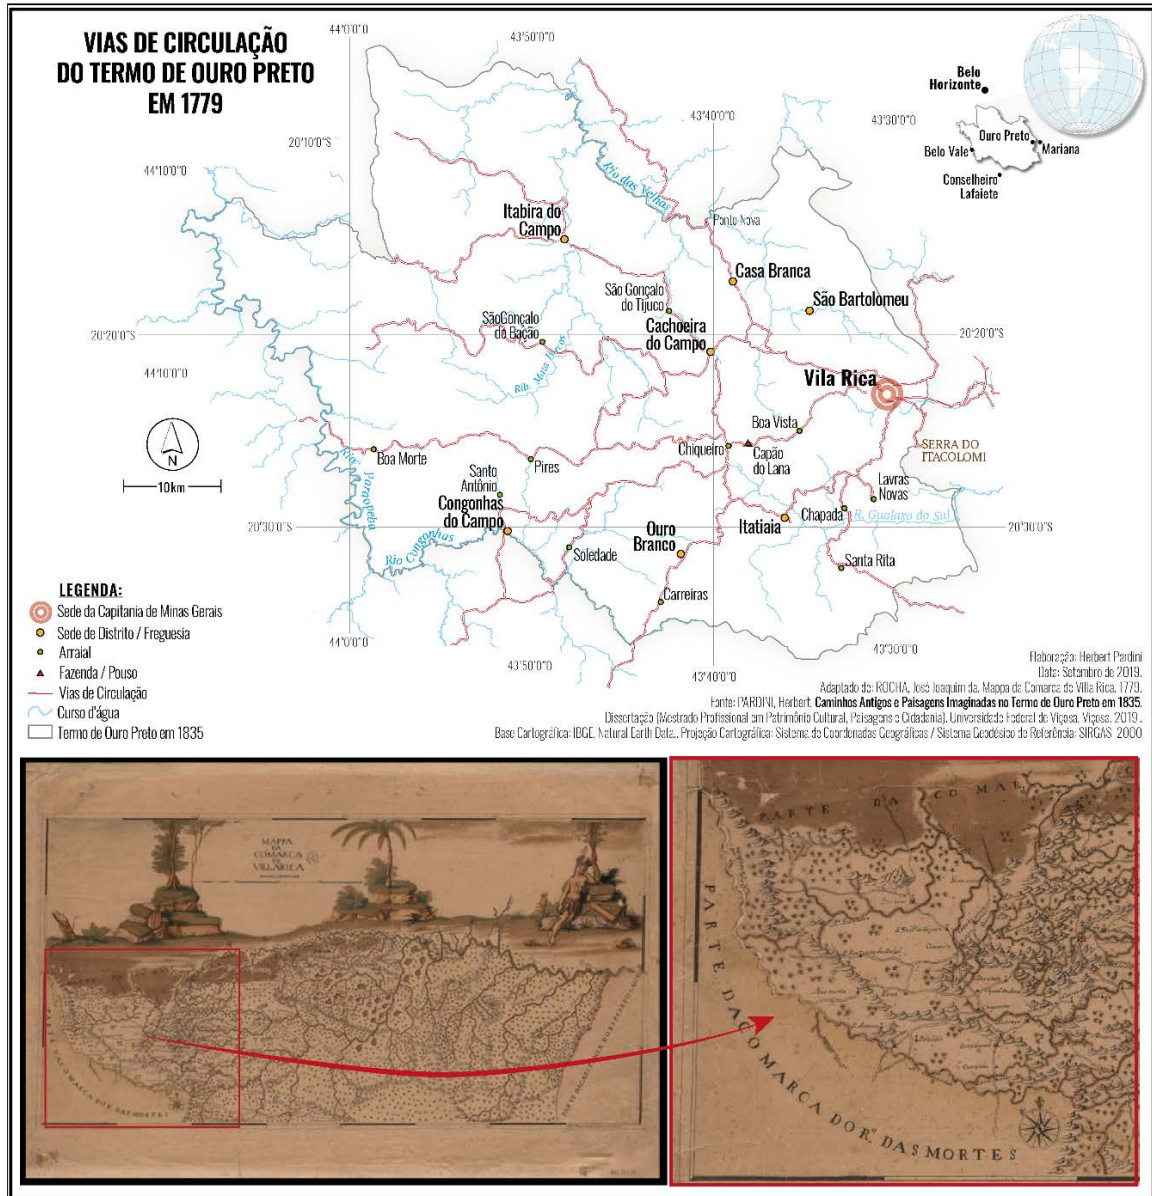 VIAS DE CIRCULAÇÃO
DO TERMO DE OURO PRETO
EM 1779
44°0'0"O
43°50'0"O
43°40'0"O
43°30'0"O
20°10'0"S
44°10'0"O
Belo
Horizonte
Ouro Preto
Mariana
Belo Vale
Conselheiro
Lafaiete
Rio das Velhas
Ponto Nova
Itabira do
Campo
Casa Branca
São Bartolomeu
São Gonçalo
do Tijuco
SãoGonçalo
do Bação
Cachoeira
do Campo
20°20'0"S
20°20'0"S
44°10'0"O
Vila Rica
Boa Vista
Chiqueiro
Capão
do Lana
SERRA DO
ITACOLOMI
N
10km
Boa Morte
Pires
Rio
Paraopeba
Santo
Antônio
Congonhas
do Campo
Lavras
Novas
Chapada
R. Gualaxo do Sul
Itatiaia
20°30'0"S
20°30'0"S
Rio Congonhas
Ouro
Branco
Soledade
Santa Rita
Carreiras
44°0'0"O
43°50'0"O
43°40'0"O
43°30'0"O
LEGENDA:
Sede da Capitania de Minas Gerais
Sede de Distrito / Freguesia
Arraial
Fazenda / Pouso
Vias de Circulação
Curso d'água
Termo de Ouro Preto em 1835
Elaboração: Herbert Pardini
Data: Setembro de 2019.
Adaptado de: ROCHA, José Joaquim da. Mappa da Comarca de Villa Rica. 1779.
Fonte: PARDINI, Herbert. Caminhos Antigos e Paisagens Imaginadas no Termo de Ouro Preto em 1835.
Dissertação (Mestrado Profissional em Patrimônio Cultural, Paisagens e Cidadania). Universidade Federal de Viçosa, Viçosa. 2019.
Base Cartográfica: IBGE, Natural Earth Data.. Projeção Cartográfica: Sistema de Coordenadas Geográficas / Sistema Geodésico de Referência: SIRGAS 2000
MAPPA
DA
COMARCA
DA
VILLA RICA
PARTE DA COMAR
PARTE DA COMARCA DO Rº. DAS MORTES